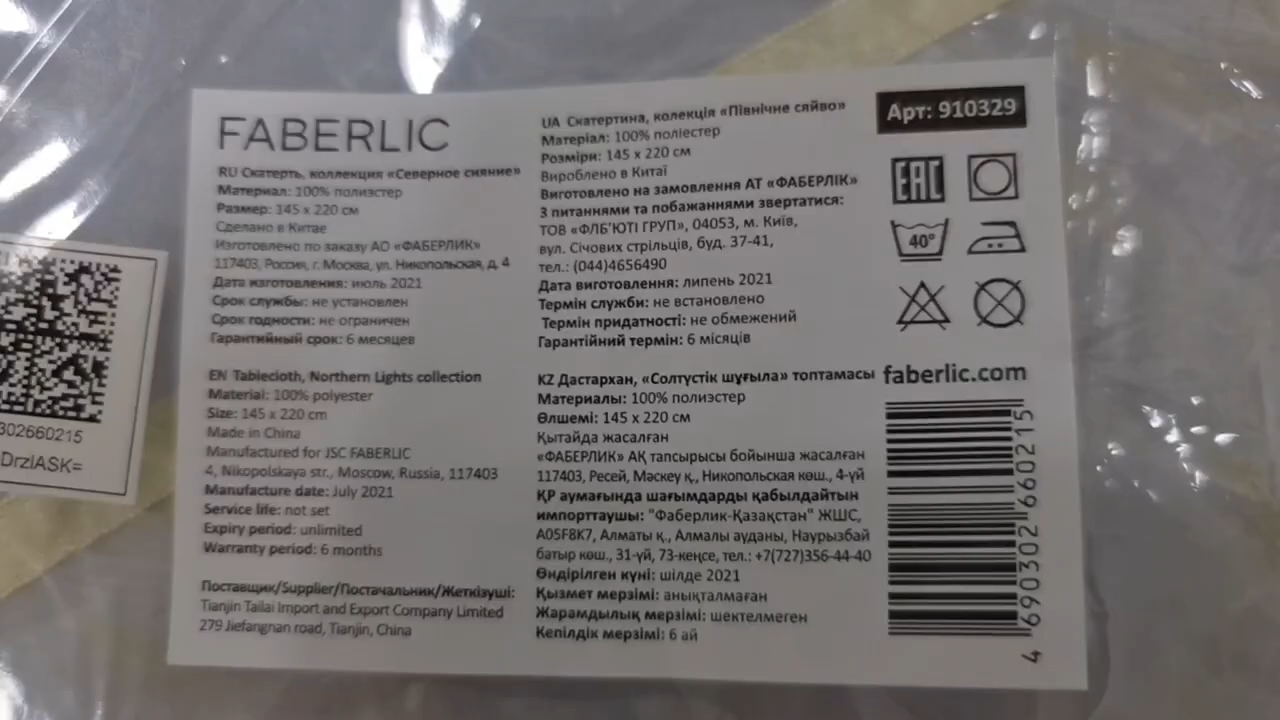 FABERLIC
RU Скатерть, коллекция «Северное сияние»
Материал: 100% полиэстер
Размер: 145 х 220 см
Сделано в Китае
Изготовлено по заказу АО «ФАБЕРЛИК»
117403, Россия, г. Москва, ул. Никопольская, д. 4
Дата изготовления: июль 2021
Срок службы: не установлен
Срок годности: не ограничен
Гарантийный срок: 6 месяцев
EN Tablecloth, Northern Lights collection
Material: 100% polyester
Size: 145 x 220 cm
Made in China
Manufactured for JSC FABERLIC
4, Nikopolskaya str., Moscow, Russia, 117403
Manufacture date: July 2021
Service life: not set
Expiry period: unlimited
Warranty period: 6 months
Поставщик/Supplier/Постачальник/Жеткізуші:
Tianjin Tailai Import and Export Company Limited
279 Jiefangnan road, Tianjin, China
UA Скатертина, колекція «Північне сяйво»
Матеріал: 100% поліестер
Розміри: 145 х 220 см
Вироблено в Китаї
Виготовлено на замовлення АТ «ФАБЕРЛІК»
З питаннями та побажаннями звертатися:
ТОВ «ФЛБ'ЮТІ ГРУП», 04053, м. Київ,
вул. Січових стрільців, буд. 37-41,
тел.: (044)4656490
Дата виготовлення: липень 2021
Термін служби: не встановлено
Термін придатності: не обмежений
Гарантійний термін: 6 місяців
KZ Дастархан, «Солтүстік шұғыла» топтамасы
Материалы: 100% полиэстер
Өлшемі: 145 х 220 см
Қытайда жасалған
«ФАБЕРЛИК» АҚ тапсырысы бойынша жасалған
117403, Ресей, Мәскеу қ., Никопольская көш., 4-үй
ҚР аумағында шағымдарды қабылдайтын
импорттаушы: "Фаберлик-Қазақстан" ЖШС,
A05F8K7, Алматы қ., Алмалы ауданы, Наурызбай
батыр көш., 31-үй, 73-кеңсе, тел.: +7(727)356-44-40
Өндірілген күні: шілде 2021
Қызмет мерзімі: анықталмаған
Жарамдылық мерзімі: шектелмеген
Кепілдік мерзімі: 6 ай
Арт: 910329
EAC
40°
faberlic.com
4 690302 660215
302660215
DrzIASK=